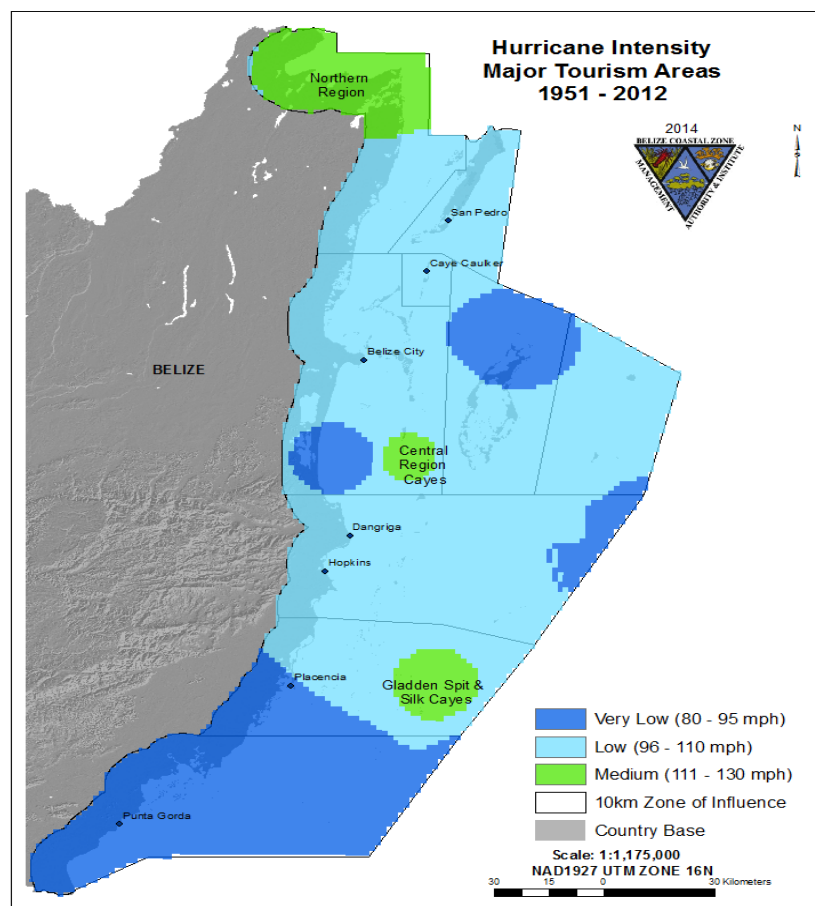 Hurricane Intensity
Major Tourism Areas
1951 - 2012
2014
BELIZE COASTAL ZONE
MANAGEMENT
AUTHORITY & INSTITUTE
N
Northern
Region
San Pedro
Caye Caulker
Belize City
BELIZE
Central
Region
Cayes
Dangriga
Hopkins
Placencia
Gladden Spit &
Silk Cayes
Punta Gorda
Very Low (80 - 95 mph)
Low (96 - 110 mph)
Medium (111 - 130 mph)
10km Zone of Influence
Country Base
Scale: 1:1,175,000
NAD1927 UTM ZONE 16N
30 15 0 30 Kilometers